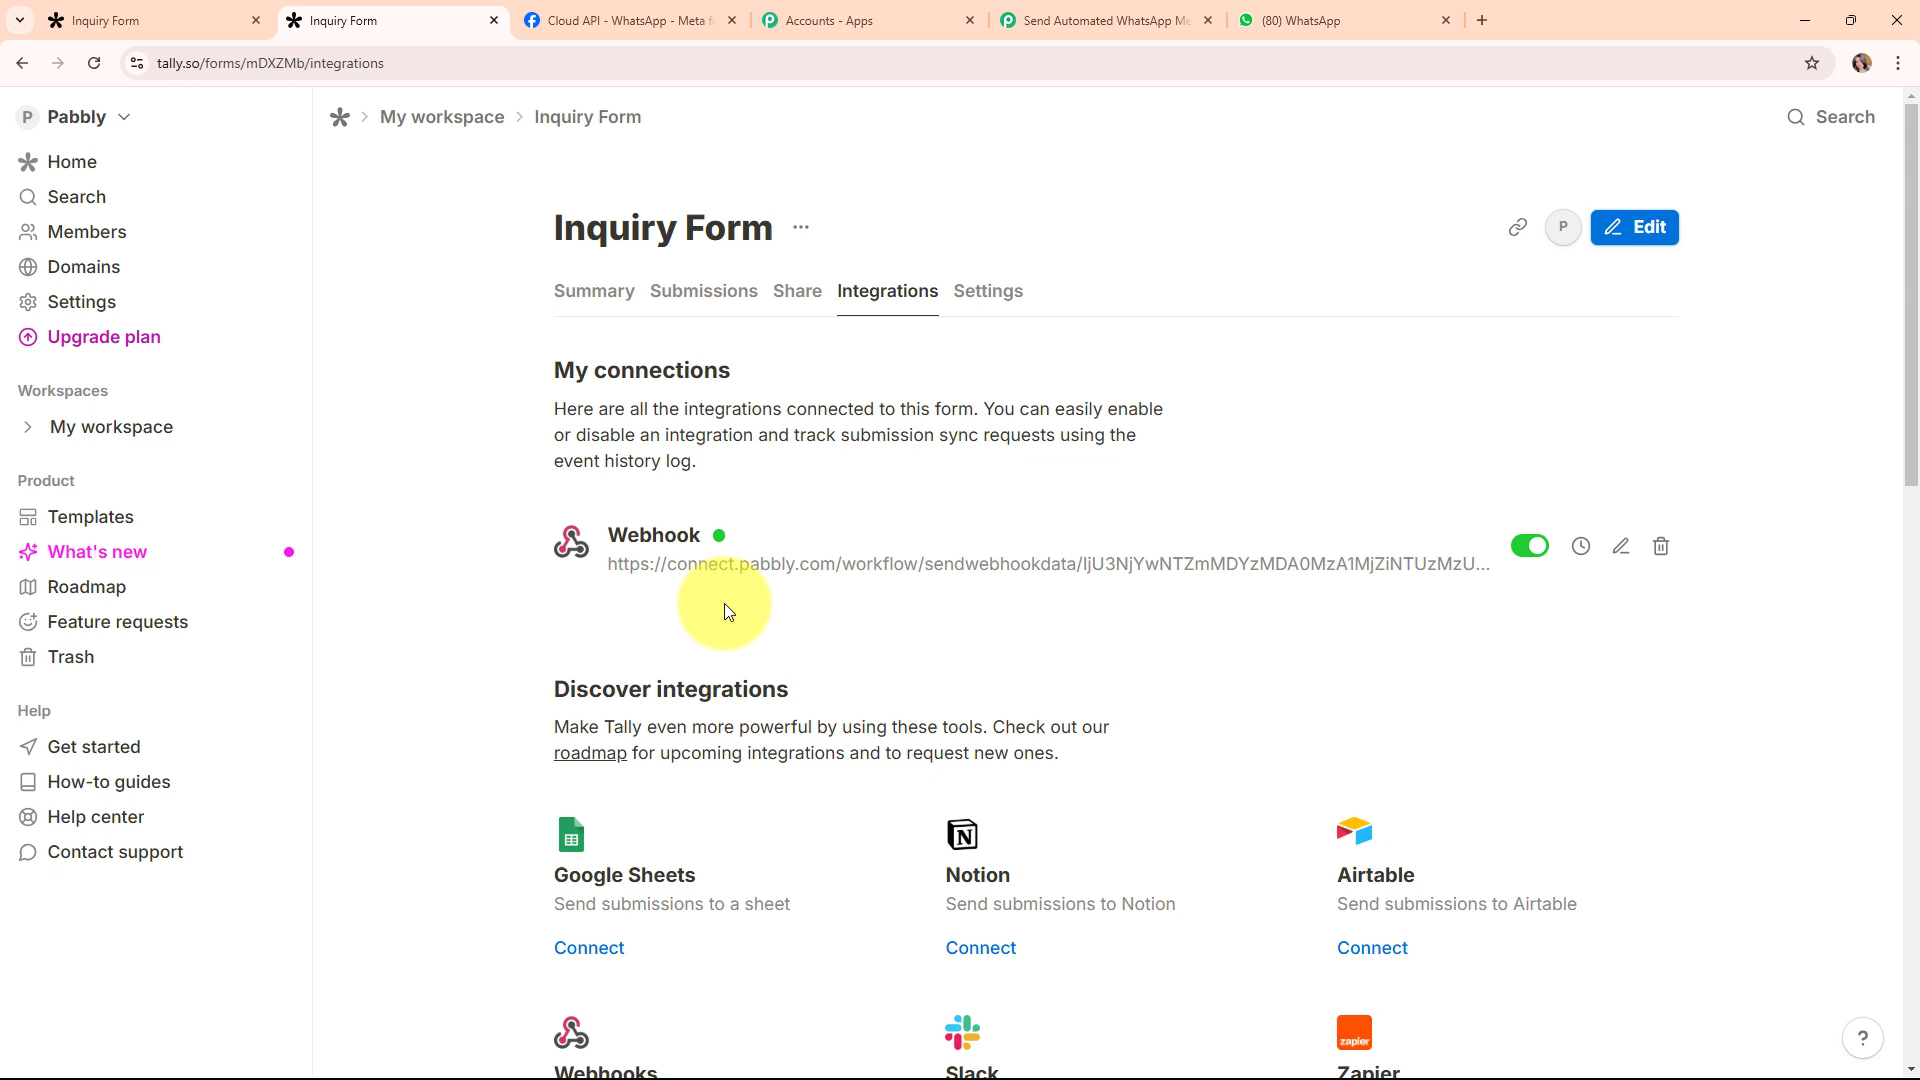 Inquiry Form
Inquiry Form
Cloud API - WhatsApp - Meta f
Accounts - Apps
Send Automated WhatsApp Me
(80) WhatsApp
tally.so/forms/mDXZMb/integrations
P Pabbly
My workspace > Inquiry Form
Search
Home
Search
Members
Domains
Settings
Upgrade plan
Workspaces
My workspace
Product
Templates
What's new
Roadmap
Feature requests
Trash
Help
Get started
How-to guides
Help center
Contact support
Inquiry Form
P
Edit
Summary Submissions Share Integrations Settings
My connections
Here are all the integrations connected to this form. You can easily enable
or disable an integration and track submission sync requests using the
event history log.
Webhook
https://connect.pabbly.com/workflow/sendwebhookdata/IjU3NjYwNTZmMDYzMDA0MzA1MjZiNTUzMzU...
Discover integrations
Make Tally even more powerful by using these tools. Check out our
roadmap for upcoming integrations and to request new ones.
Google Sheets
Send submissions to a sheet
Connect
Notion
Send submissions to Notion
Connect
Airtable
Send submissions to Airtable
Connect
Webhooks
Slack
zapier
Zapier
?